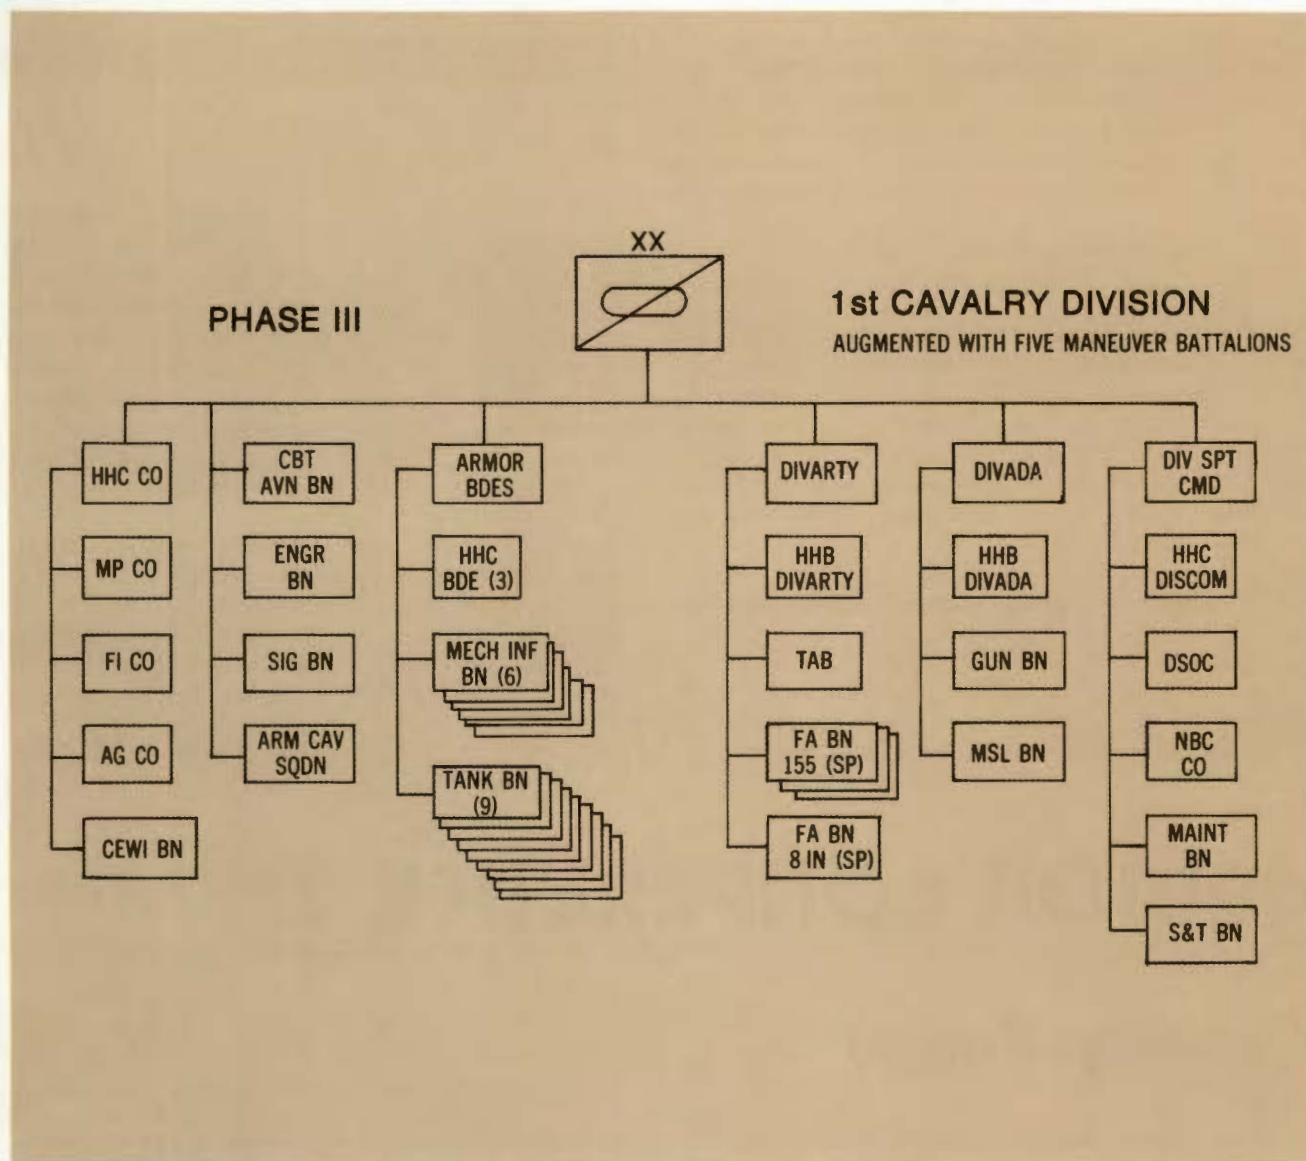 XX
PHASE III
1st CAVALRY DIVISION
AUGMENTED WITH FIVE MANEUVER BATTALIONS
HHC CO
MP CO
FI CO
AG CO
CEWI BN
CBT
AVN BN
ENGR
BN
SIG BN
ARM CAV
SQDN
ARMOR
BDES
HHC
BDE (3)
MECH INF
BN (6)
TANK BN
(9)
DIVARTY
HHB
DIVARTY
TAB
FA BN
155 (SP)
FA BN
8 IN (SP)
DIVADA
HHB
DIVADA
GUN BN
MSL BN
DIV SPT
CMD
HHC
DISCOM
DSOC
NBC
CO
MAINT
BN
S&T BN